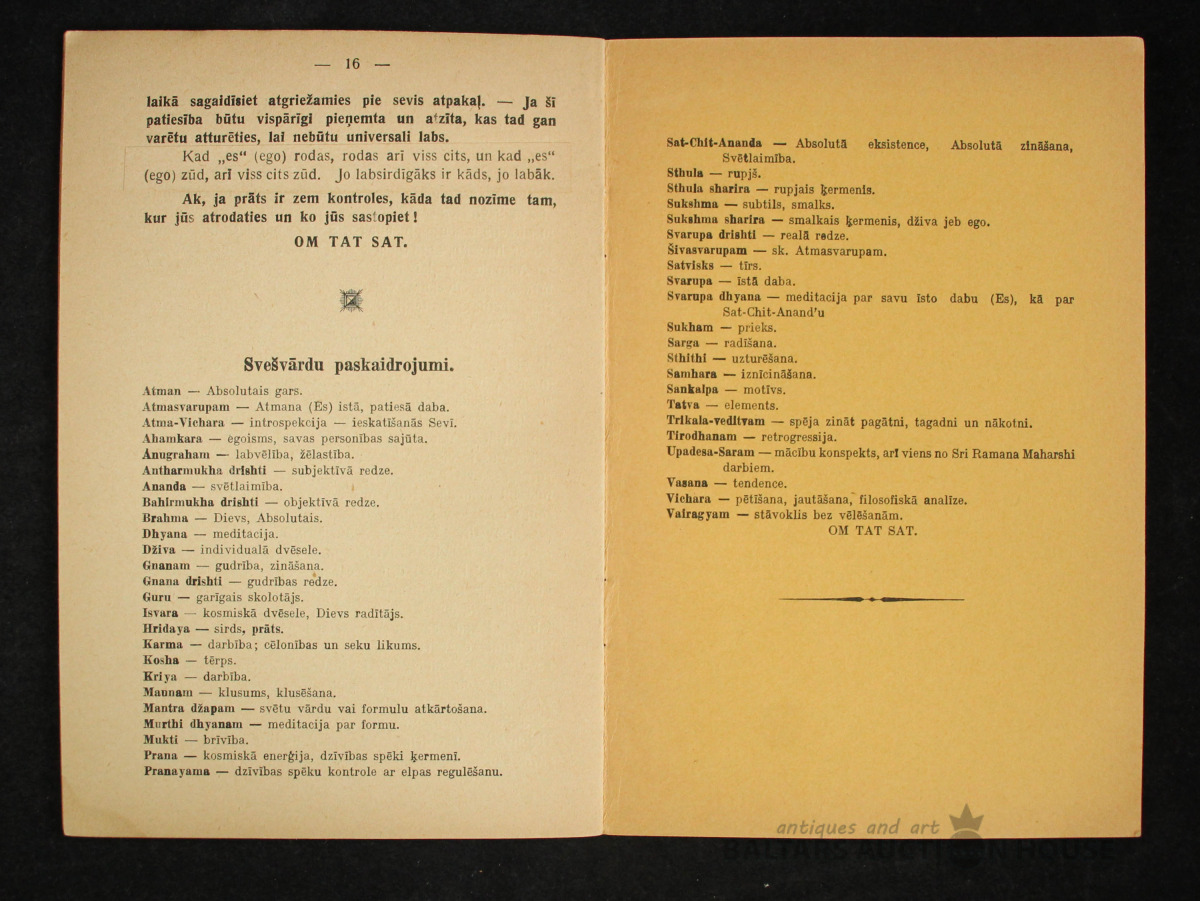 — 16 —
laikā sagaidīsiet atgriežamies pie sevis atpakaļ. — Ja šī
patiesība būtu vispārīgi pieņemta un atzīta, kas tad gan
varētu atturēties, lai nebūtu universali labs.
Kad „es“ (ego) rodas, rodas arī viss cits, un kad „es“
(ego) zūd, arī viss cits zūd. Jo labsirdīgāks ir kāds, jo labāk.
Ak, ja prāts ir zem kontroles, kāda tad nozīme tam,
kur jūs atrodaties un ko jūs sastopiet!
OM TAT SAT.
Svešvārdu paskaidrojumi.
Atman — Absolutais gars.
Atmasvarupam — Atmana (Es) istā, patiesā daba.
Atma-Vichara — introspekcija — ieskatīšanās Sevī.
Ahamkara — egoisms, savas personības sajūta.
Anugraham — labvēlība, žēlastība.
Antharmukha drishti — subjektīvā redze.
Ananda — svētlaimība.
Bahirmukha drishti — objektīvā redze.
Brahma — Dievs, Absolutais.
Dhyana — meditacija.
Dživa — individualā dvēsele.
Gnanam — gudrība, zināšana.
Gnana drishti — gudrības redze.
Guru — garīgais skolotājs.
Isvara — kosmiskā dvēsele, Dievs radītājs.
Hridaya — sirds, prāts.
Karma — darbība; cēlonības un seku likums.
Kosha — tērps.
Kriya — darbība.
Maunam — klusums, klusēšana.
Mantra džapam — svētu vārdu vai formulu atkārtošana.
Murthi dhyanam — meditacija par formu.
Mukti — brīvība.
Prana — kosmiskā enerģija, dzīvības spēki ķermenī.
Pranayama — dzīvības spēku kontrole ar elpas regulēšanu.
Sat-Chit-Ananda — Absolutā eksistence, Absolutā zināšana,
Svētlaimība.
Sthula — rupjš.
Sthula sharira — rupjais ķermenis.
Sukshma — subtils, smalks.
Sukshma sharira — smalkais ķermenis, dživa jeb ego.
Svarupa drishti — realā redze.
Šivasvarupam — sk. Atmasvarupam.
Satvisks — tīrs.
Svarupa — īstā daba.
Svarupa dhyana — meditacija par savu īsto dabu (Es), kā par
Sat-Chit-Anand'u
Sukham — prieks.
Sarga — radīšana.
Sthithi — uzturēšana.
Samhara — iznīcināšana.
Sankalpa — motīvs.
Tatva — elements.
Trikala-veditvam — spēja zināt pagātni, tagadni un nākotni.
Tirodhanam — retrogressija.
Upadesa-Saram — mācību konspekts, arī viens no Sri Ramana Maharshi
darbiem.
Vasana — tendence.
Vichara — pētīšana, jautāšana, filosofiskā analīze.
Vairagyam — stāvoklis bez vēlēšanām.
OM TAT SAT.
antiques and art
BALTARS AUCTION HOUSE